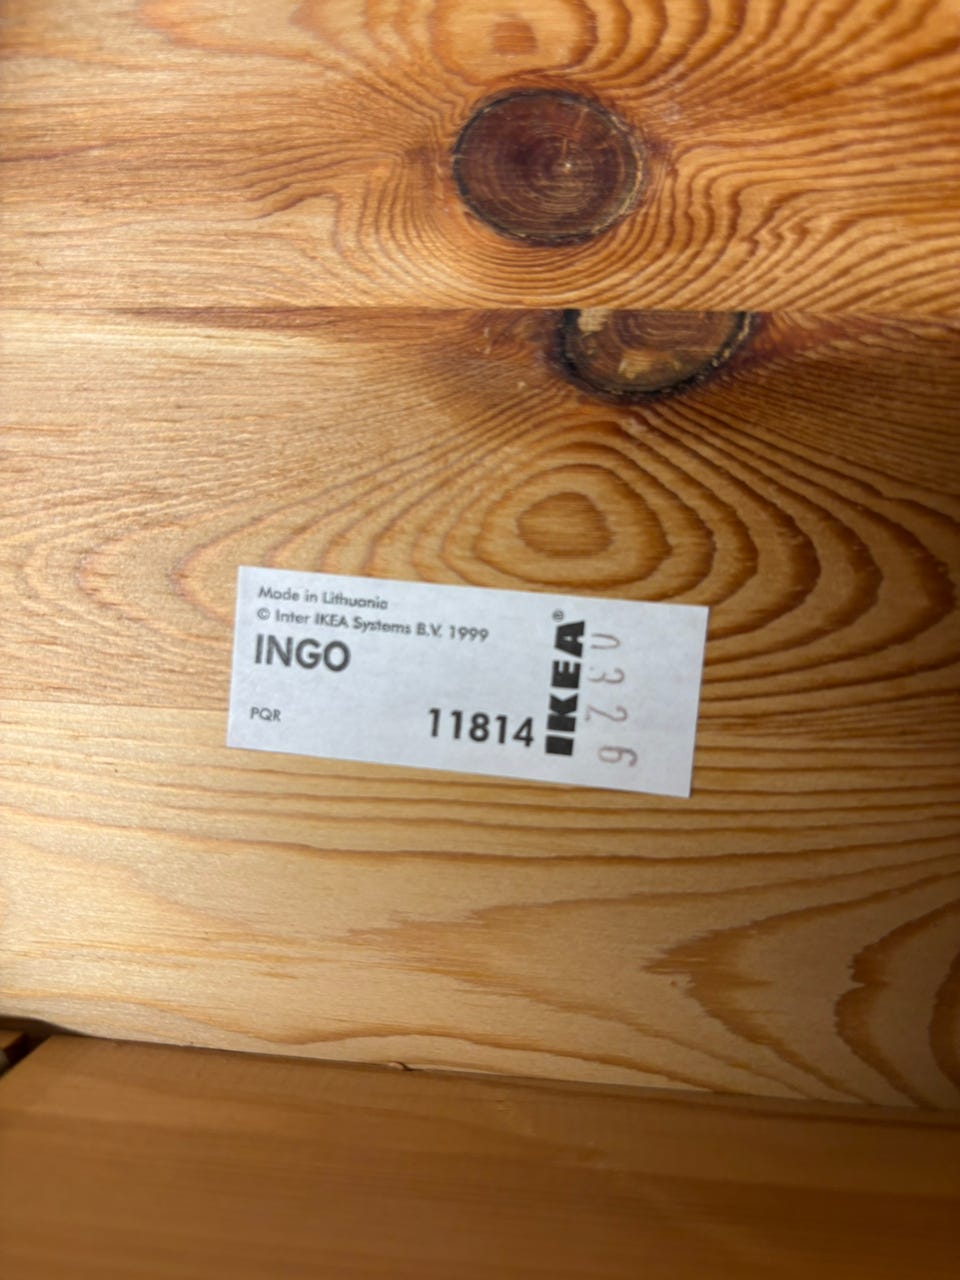 Made in Lithuania
© Inter IKEA Systems B.V. 1999
INGO
PQR
11814
IKEA®
0326